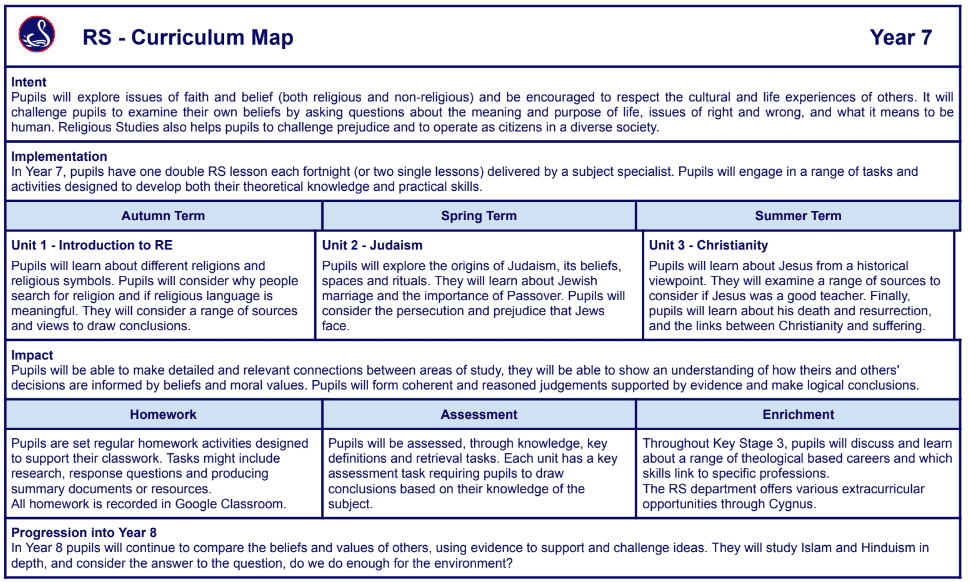 RS - Curriculum Map
Year 7
Intent
Pupils will explore issues of faith and belief (both religious and non-religious) and be encouraged to respect the cultural and life experiences of others. It will
challenge pupils to examine their own beliefs by asking questions about the meaning and purpose of life, issues of right and wrong, and what it means to be
human. Religious Studies also helps pupils to challenge prejudice and to operate as citizens in a diverse society.
Implementation
In Year 7, pupils have one double RS lesson each fortnight (or two single lessons) delivered by a subject specialist. Pupils will engage in a range of tasks and
activities designed to develop both their theoretical knowledge and practical skills.
Autumn Term
Spring Term
Summer Term
Unit 1 - Introduction to RE
Pupils will learn about different religions and
religious symbols. Pupils will consider why people
search for religion and if religious language is
meaningful. They will consider a range of sources
and views to draw conclusions.
Unit 2 - Judaism
Pupils will explore the origins of Judaism, its beliefs,
spaces and rituals. They will learn about Jewish
marriage and the importance of Passover. Pupils will
consider the persecution and prejudice that Jews
face.
Unit 3 - Christianity
Pupils will learn about Jesus from a historical
viewpoint. They will examine a range of sources to
consider if Jesus was a good teacher. Finally,
pupils will learn about his death and resurrection,
and the links between Christianity and suffering.
Impact
Pupils will be able to make detailed and relevant connections between areas of study, they will be able to show an understanding of how theirs and others'
decisions are informed by beliefs and moral values. Pupils will form coherent and reasoned judgements supported by evidence and make logical conclusions.
Homework
Assessment
Enrichment
Pupils are set regular homework activities designed
to support their classwork. Tasks might include
research, response questions and producing
summary documents or resources.
All homework is recorded in Google Classroom.
Pupils will be assessed, through knowledge, key
definitions and retrieval tasks. Each unit has a key
assessment task requiring pupils to draw
conclusions based on their knowledge of the
subject.
Throughout Key Stage 3, pupils will discuss and learn
about a range of theological based careers and which
skills link to specific professions.
The RS department offers various extracurricular
opportunities through Cygnus.
Progression into Year 8
In Year 8 pupils will continue to compare the beliefs and values of others, using evidence to support and challenge ideas. They will study Islam and Hinduism in
depth, and consider the answer to the question, do we do enough for the environment?